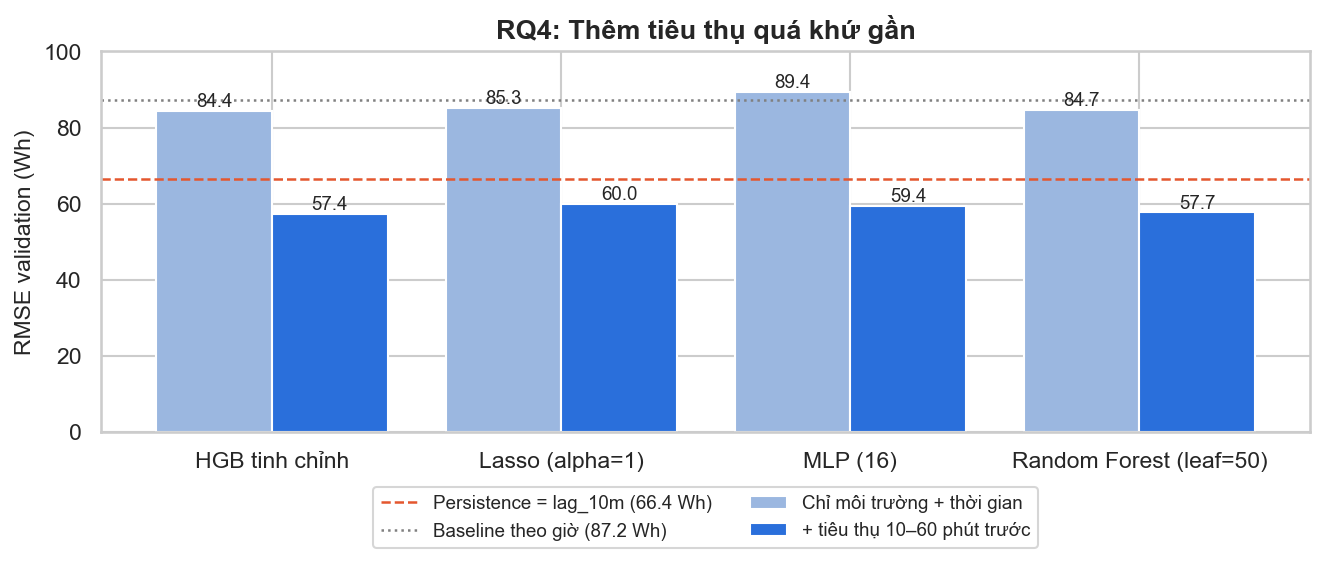 RQ4: Thêm tiêu thụ quá khứ gần
RMSE validation (Wh)
100
80
60
40
20
0
84.4
57.4
85.3
60.0
89.4
59.4
84.7
57.7
HGB tinh chỉnh
Lasso (alpha=1)
MLP (16)
Random Forest (leaf=50)
Persistence = lag_10m (66.4 Wh)
Baseline theo giờ (87.2 Wh)
Chỉ môi trường + thời gian
+ tiêu thụ 10–60 phút trước